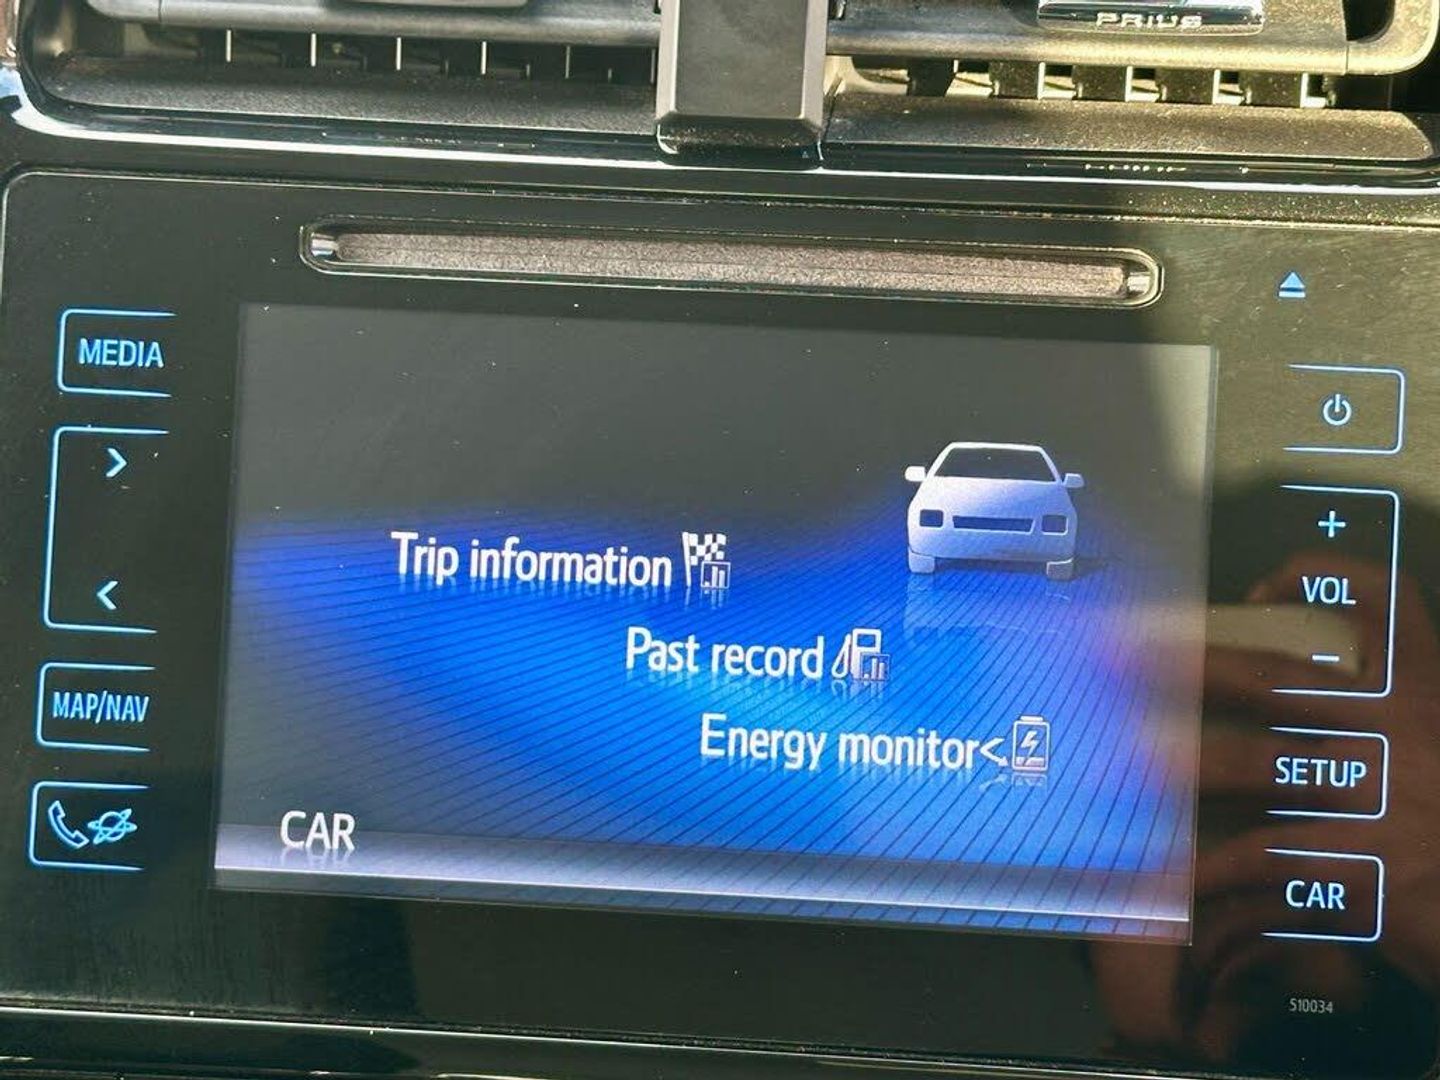 PRIUS
MEDIA
>
<
MAP/NAV
+
VOL
−
SETUP
CAR
Trip information
Past record
Energy monitor
CAR
510034